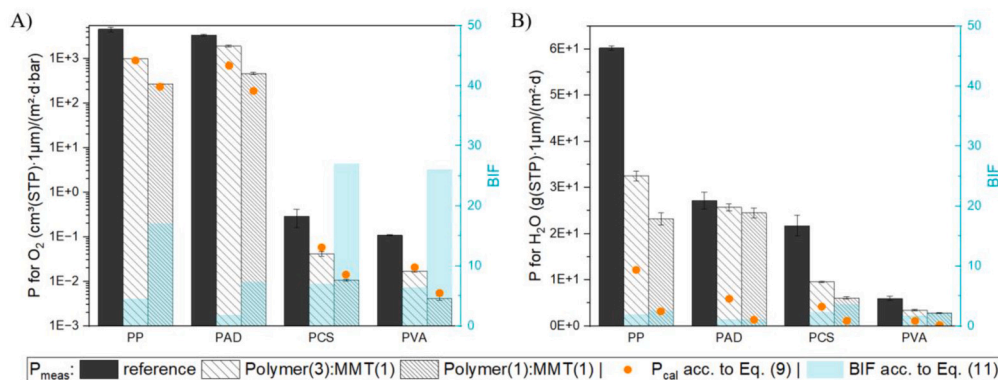 A)
P for O₂ (cm³(STP)·1µm)/(m²·d·bar)
1E+3
1E+2
1E+1
1E+0
1E−1
1E−2
1E−3
50
40
30
20
10
0
BIF
PP PAD PCS PVA
B)
P for H₂O (g(STP)·1µm)/(m²·d)
6E+1
5E+1
4E+1
3E+1
2E+1
1E+1
0E+0
50
40
30
20
10
0
BIF
PP PAD PCS PVA
Pmeas: reference Polymer(3):MMT(1) Polymer(1):MMT(1) | Pcal acc. to Eq. (9) | BIF acc. to Eq. (11)